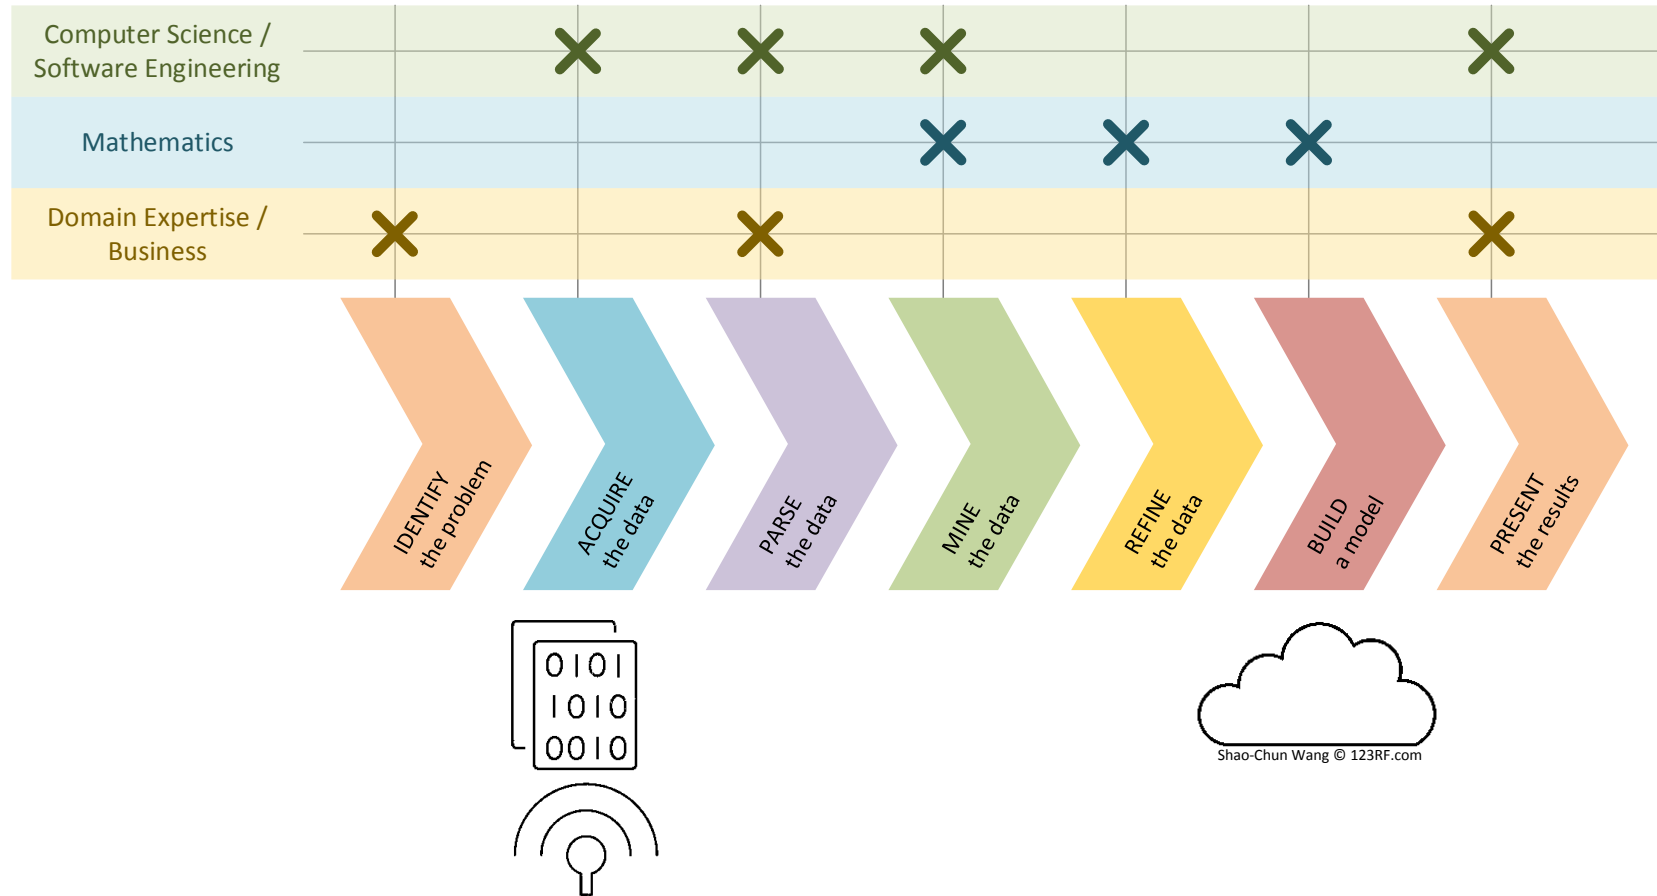 Computer Science /
Software Engineering
Mathematics
Domain Expertise /
Business
IDENTIFY
the problem
ACQUIRE
the data
PARSE
the data
MINE
the data
REFINE
the data
BUILD
a model
PRESENT
the results
0101
1010
0010
Shao-Chun Wang © 123RF.com